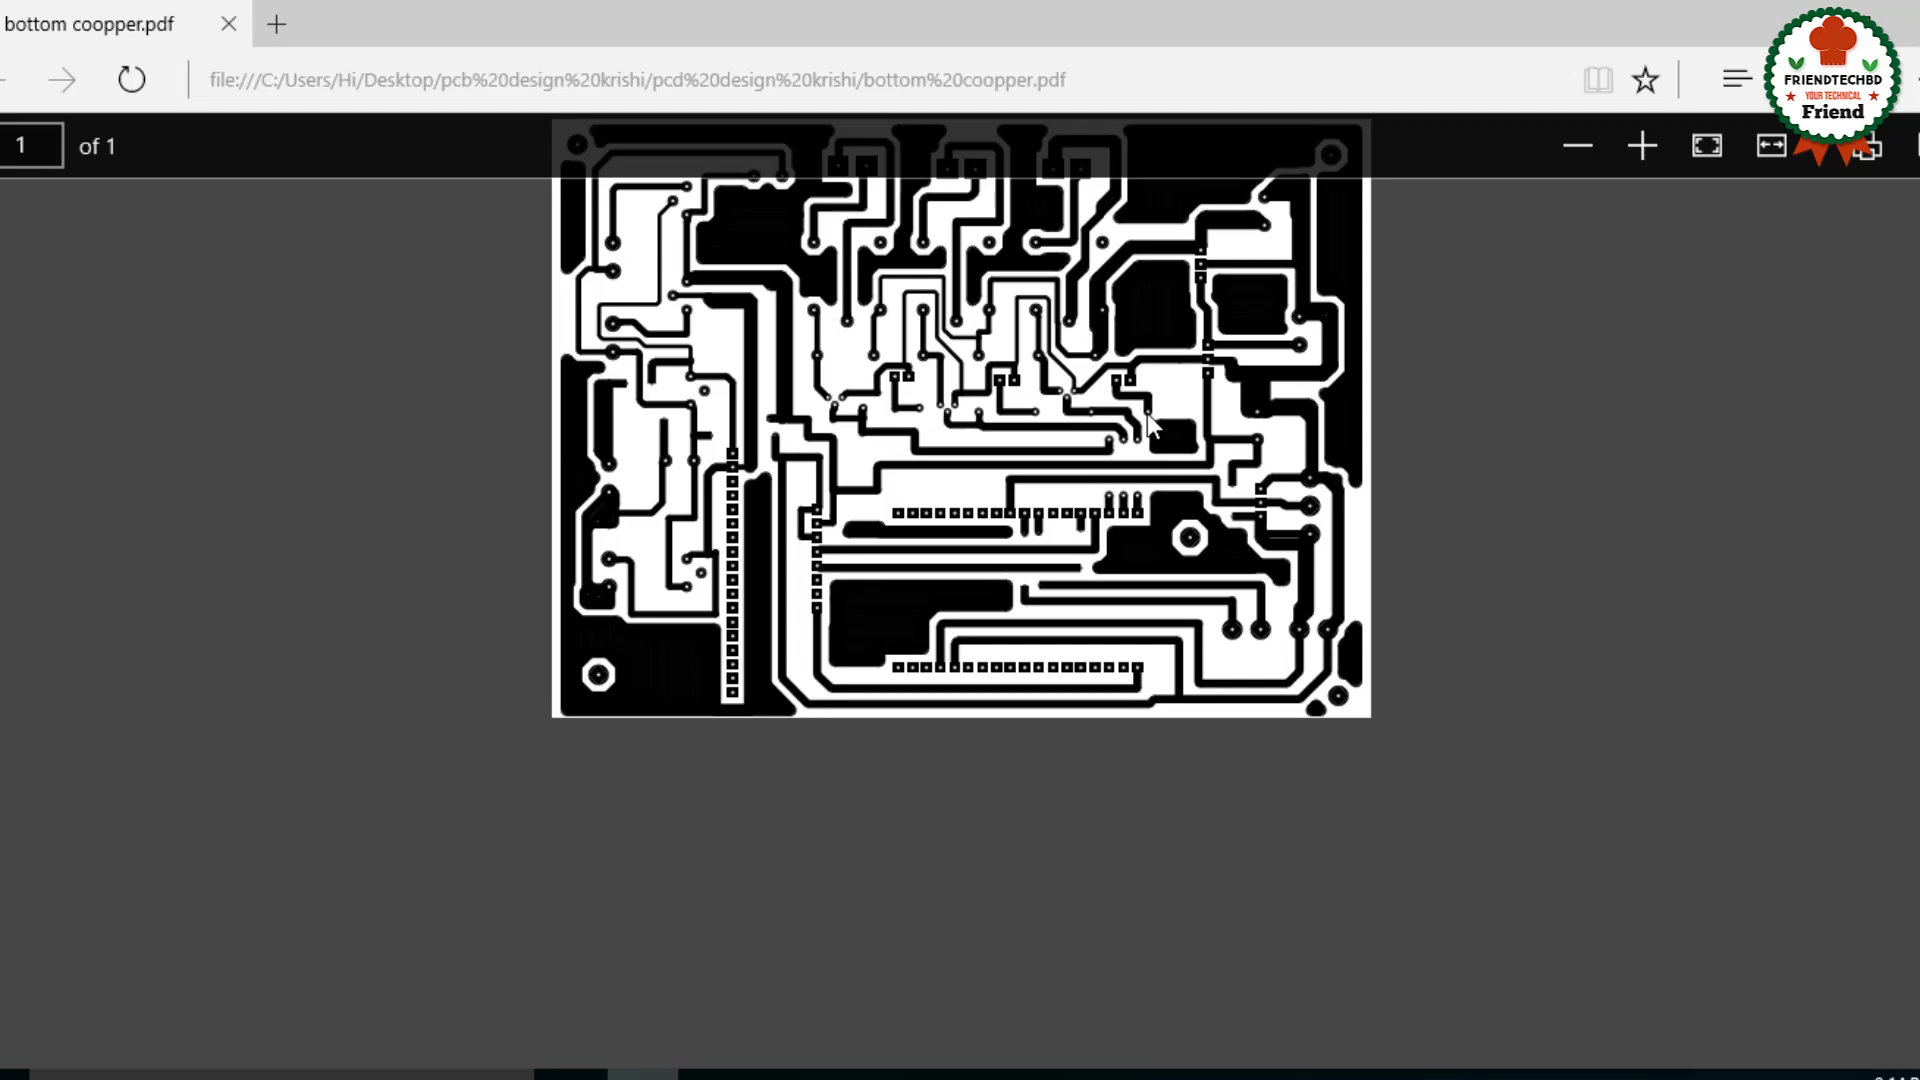 bottom coopper.pdf
file:///C:/Users/Hi/Desktop/pcb%20design%20krishi/pcd%20design%20krishi/bottom%20coopper.pdf
FRIENDTECHBD
YOUR TECHNICAL
Friend
1 of 1